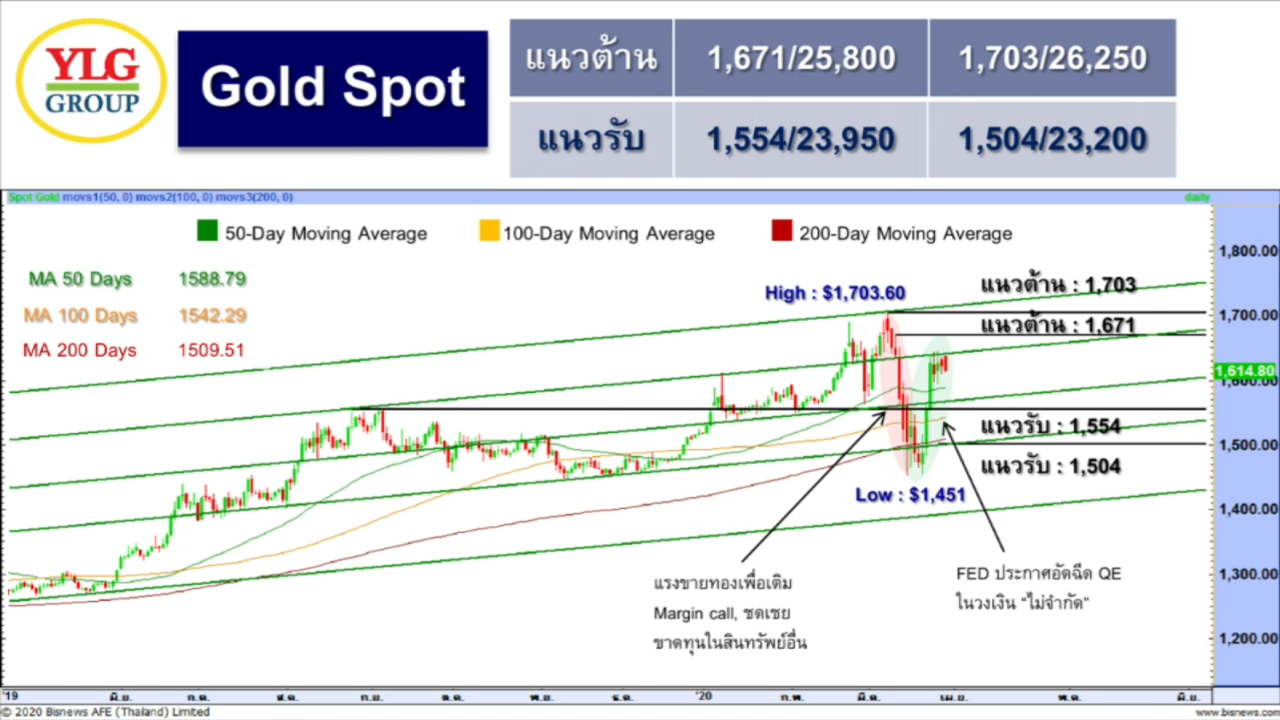 YLG
GROUP
Gold Spot
แนวต้าน 1,671/25,800 1,703/26,250
แนวรับ 1,554/23,950 1,504/23,200
Spot Gold movs1(50, 0) movs2(100, 0) movs3(200, 0) daily
50-Day Moving Average 100-Day Moving Average 200-Day Moving Average
MA 50 Days 1588.79
MA 100 Days 1542.29
MA 200 Days 1509.51
High : $1,703.60
แนวต้าน : 1,703
แนวต้าน : 1,671
แนวรับ : 1,554
แนวรับ : 1,504
Low : $1,451
แรงขายทองเพื่อเติม
Margin call, ชดเชย
ขาดทุนในสินทรัพย์อื่น
FED ประกาศอัดฉีด QE
ในวงเงิน "ไม่จำกัด"
1,800.00
1,700.00
1,614.80
1,600.00
1,500.00
1,400.00
1,300.00
1,200.00
'19 มิ.ย. ก.ค. ส.ค. ก.ย. ต.ค. พ.ย. ธ.ค. '20 ก.พ. มี.ค. เม.ย. พ.ค. มิ.ย.
© 2020 Bisnews AFE (Thailand) Limited www.bisnews.com